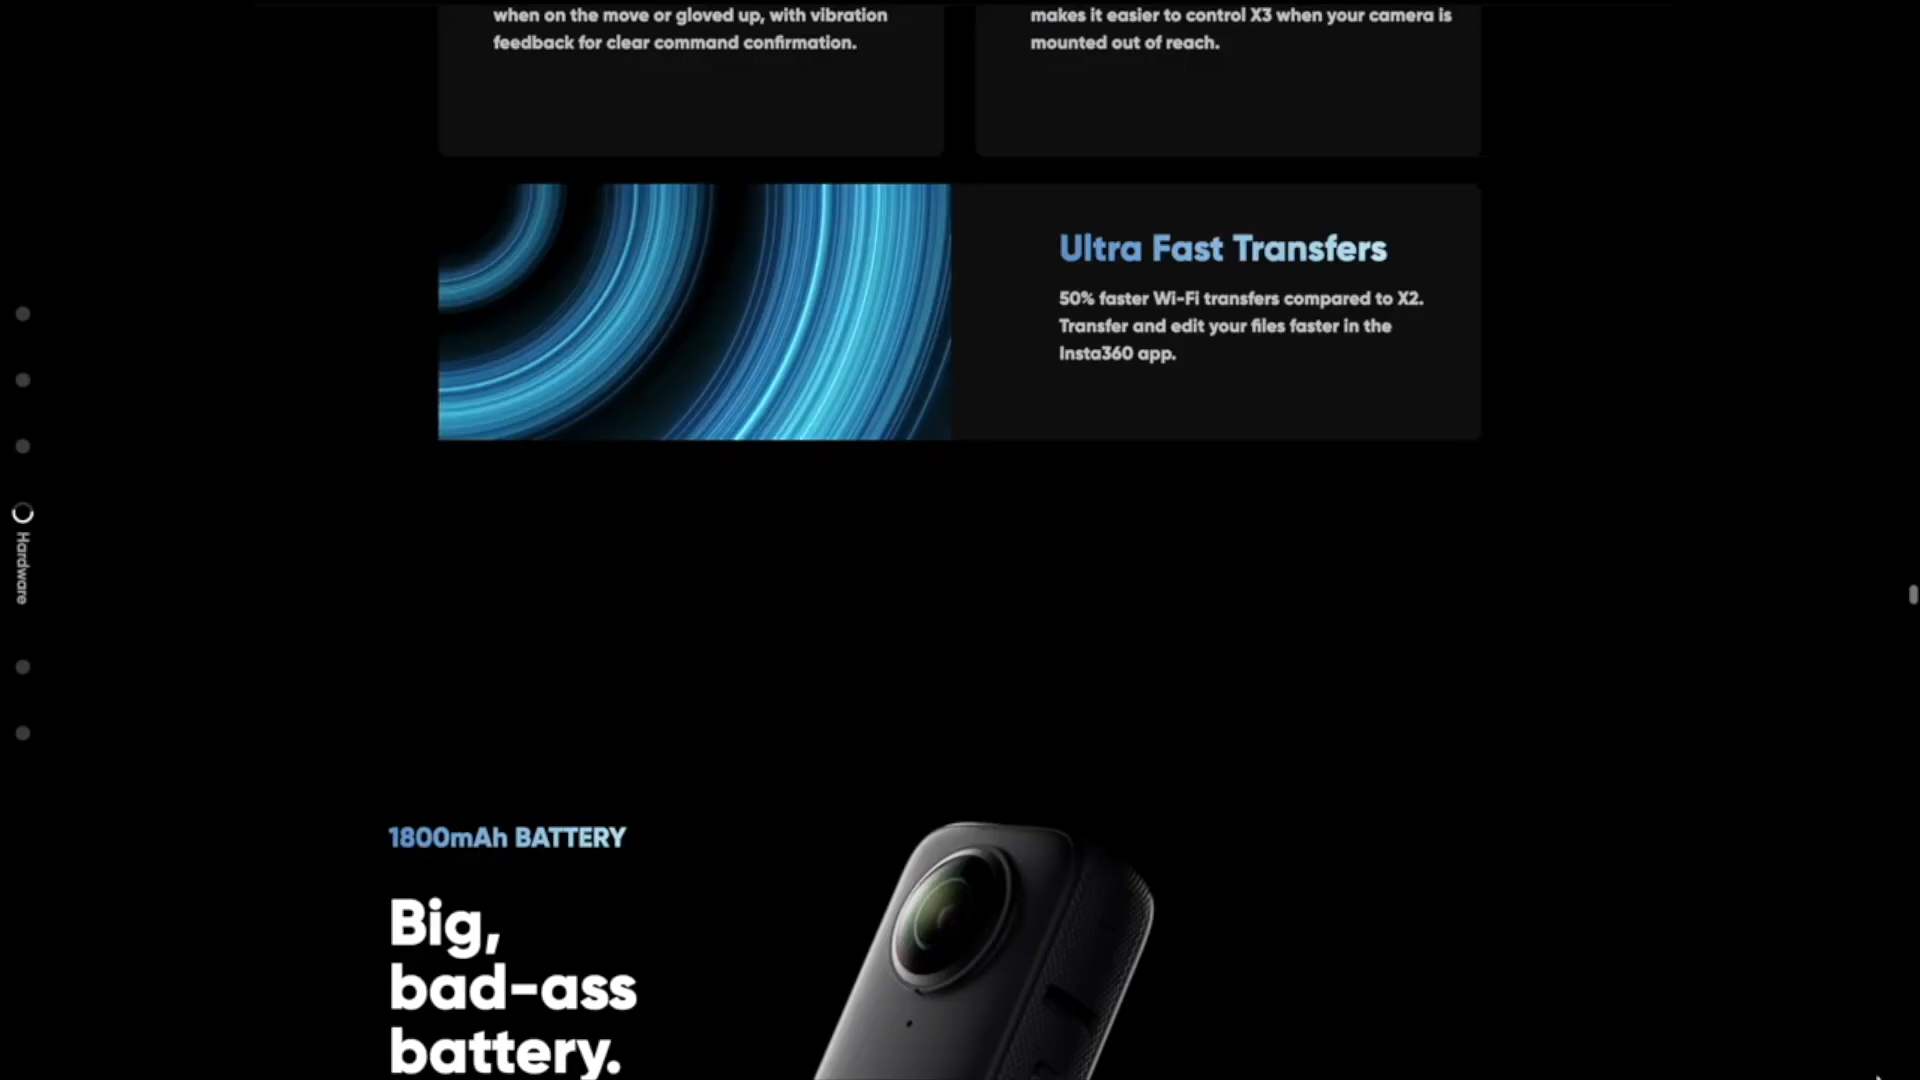 when on the move or gloved up, with vibration
feedback for clear command confirmation.
makes it easier to control X3 when your camera is
mounted out of reach.
Ultra Fast Transfers
50% faster Wi-Fi transfers compared to X2.
Transfer and edit your files faster in the
Insta360 app.
Hardware
1800mAh BATTERY
Big,
bad-ass
battery.